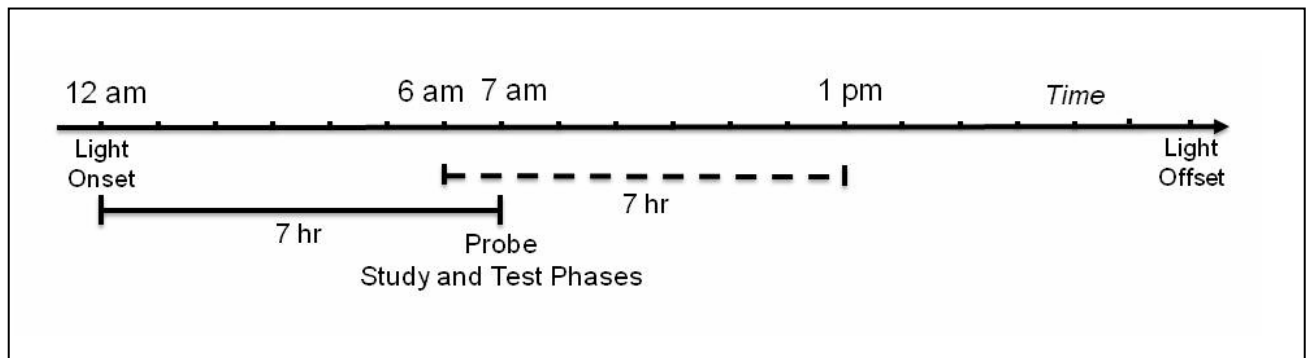 12 am 6 am 7 am 1 pm Time
Light Onset
Light Offset
7 hr
7 hr
Probe
Study and Test Phases